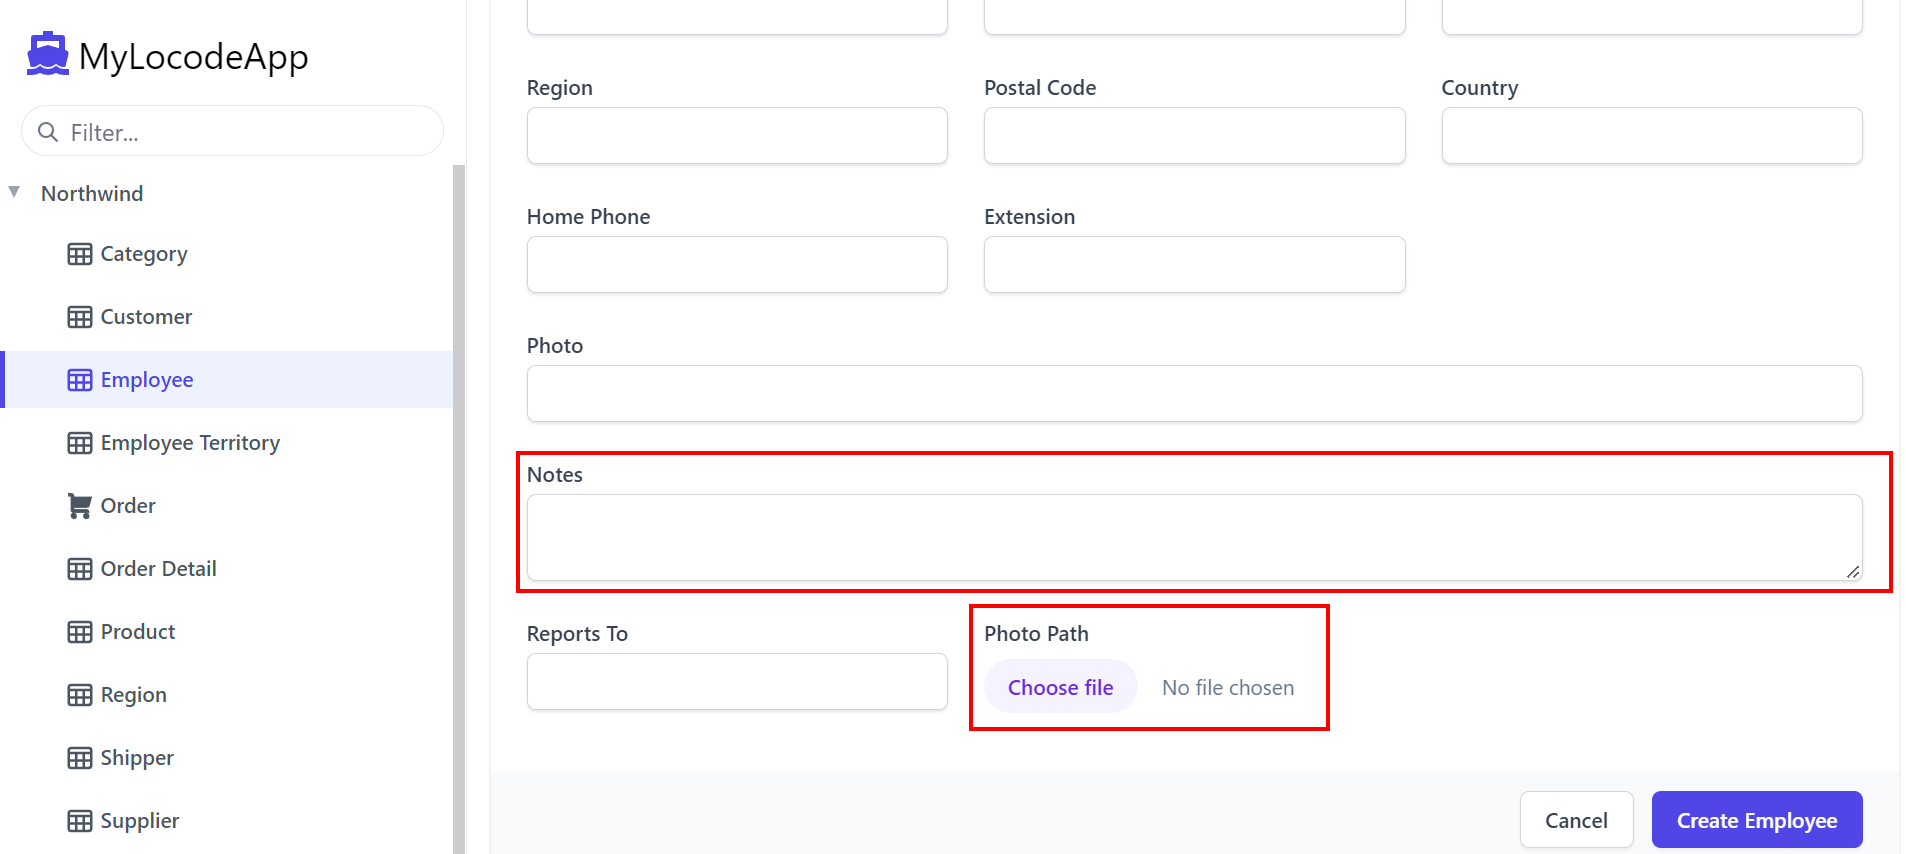 MyLocodeApp
Filter...
Northwind
Category
Customer
Employee
Employee Territory
Order
Order Detail
Product
Region
Shipper
Supplier
Region
Postal Code
Country
Home Phone
Extension
Photo
Notes
Reports To
Photo Path
Choose file
No file chosen
Cancel
Create Employee